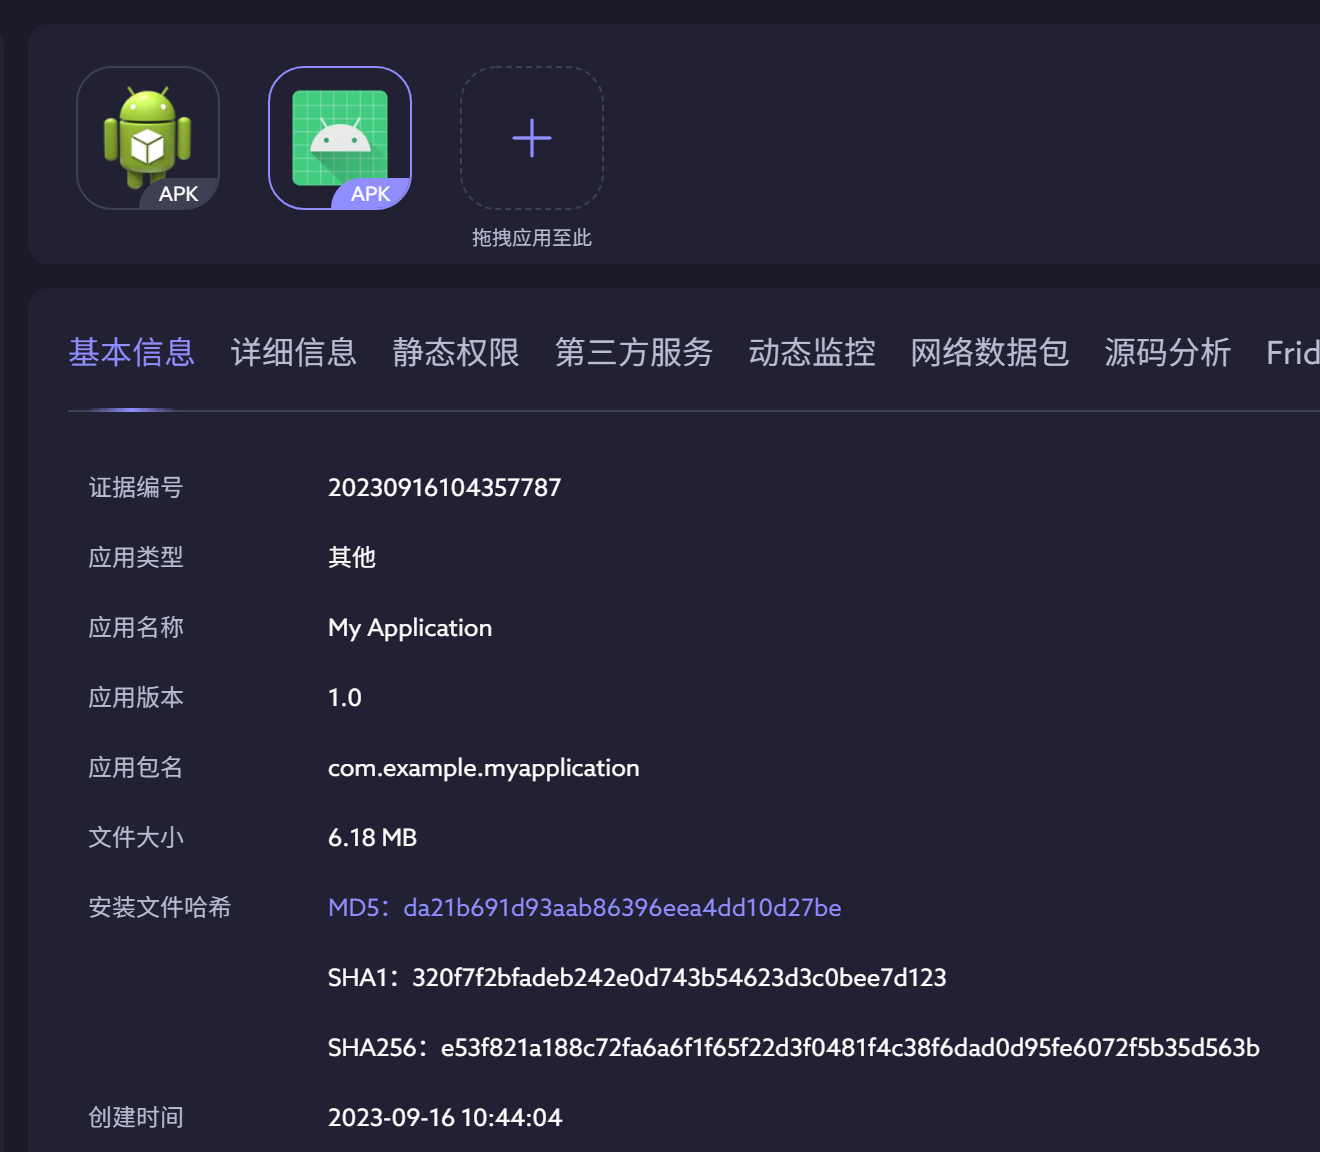 APK
APK
拖拽应用至此
基本信息 详细信息 静态权限 第三方服务 动态监控 网络数据包 源码分析 Frid
证据编号 20230916104357787
应用类型 其他
应用名称 My Application
应用版本 1.0
应用包名 com.example.myapplication
文件大小 6.18 MB
安装文件哈希 MD5：da21b691d93aab86396eea4dd10d27be
SHA1：320f7f2bfadeb242e0d743b54623d3c0bee7d123
SHA256：e53f821a188c72fa6a6f1f65f22d3f0481f4c38f6dad0d95fe6072f5b35d563b
创建时间 2023-09-16 10:44:04